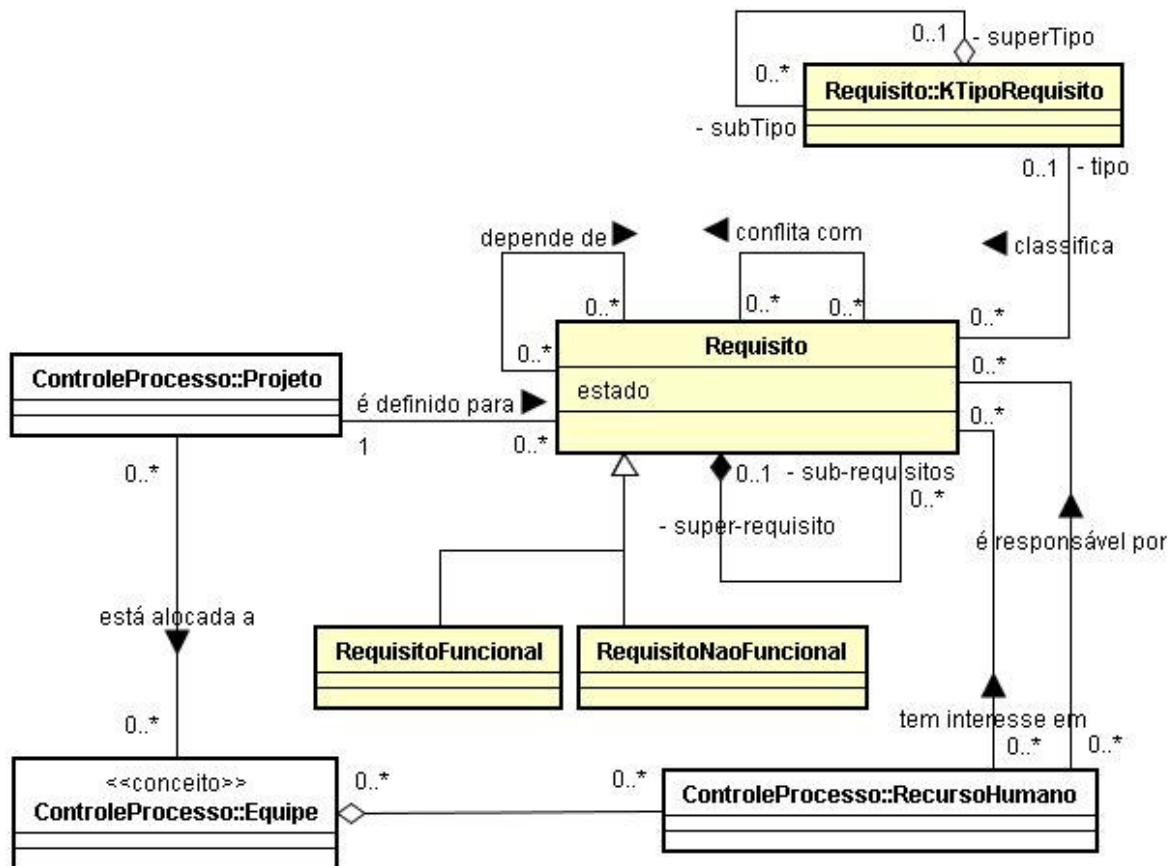 0..1 - superTipo
0..*
Requisito::KTipoRequisito
- subTipo
0..1 - tipo
depende de
conflita com
classifica
0..* 0..* 0..* 0..*
0..*
Requisito
0..*
ControleProcesso::Projeto
estado
é definido para
0..*
1 0..*
0..*
0..1 - sub-requisitos
0..*
- super-requisito
é responsável por
está alocada a
RequisitoFuncional
RequisitoNaoFuncional
tem interesse em
0..*
0..* 0..*
<<conceito>>
ControleProcesso::Equipe
0..* 0..*
ControleProcesso::RecursoHumano